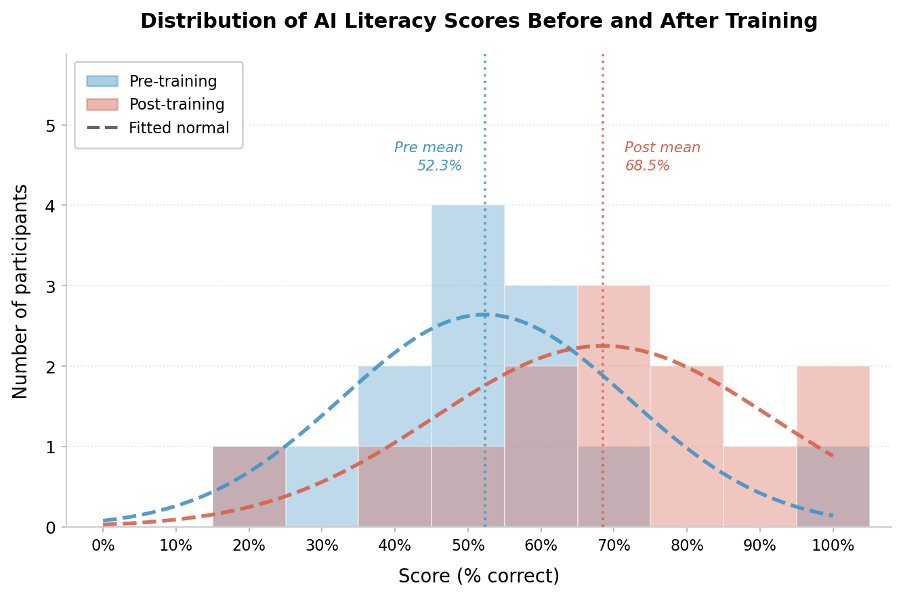 Distribution of AI Literacy Scores Before and After Training
Pre-training
Post-training
Fitted normal
Pre mean
52.3%
Post mean
68.5%
Number of participants
5
4
3
2
1
0
0%
10%
20%
30%
40%
50%
60%
70%
80%
90%
100%
Score (% correct)